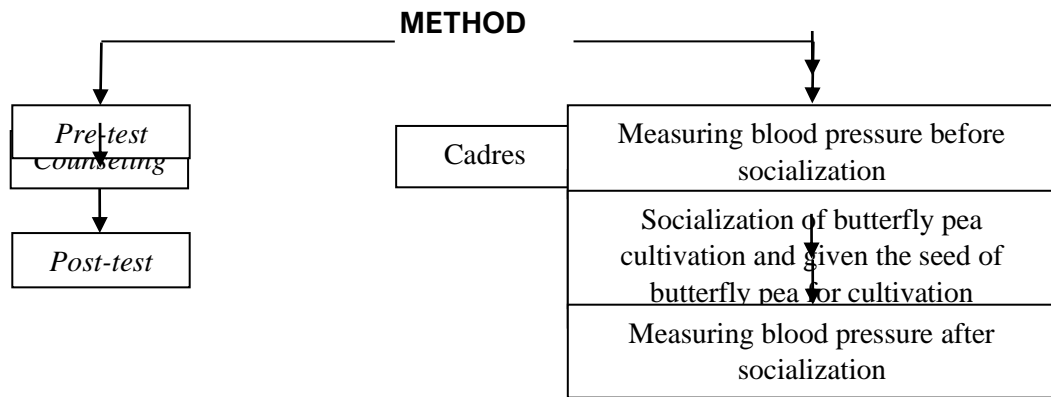 METHOD
Pre-test
Counseling
Post-test
Cadres
Measuring blood pressure before
socialization
Socialization of butterfly pea
cultivation and given the seed of
butterfly pea for cultivation
Measuring blood pressure after
socialization